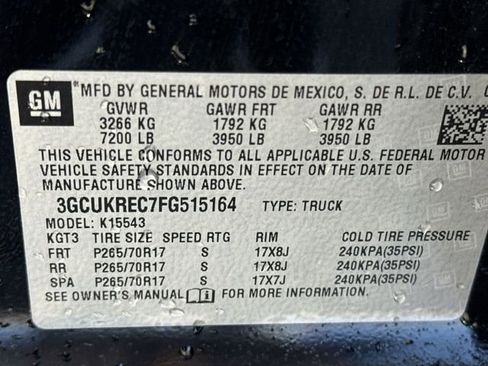 GM
*MFD BY GENERAL MOTORS DE MEXICO, S. DE R.L. DE C.V.
GVWR GAWR FRT GAWR RR
3266 KG 1792 KG 1792 KG
7200 LB 3950 LB 3950 LB
THIS VEHICLE CONFORMS TO ALL APPLICABLE U.S. FEDERAL MOTOR
VEHICLE SAFETY STANDARDS IN EFFECT ON THE DATE OF
MANUFACTURE SHOWN ABOVE.
3GCUKREC7FG515164 TYPE: TRUCK
MODEL: K15543
KGT3 TIRE SIZE SPEED RTG RIM COLD TIRE PRESSURE
FRT P265/70R17 S 17X8J 240KPA(35PSI)
RR P265/70R17 S 17X8J 240KPA(35PSI)
SPA P265/70R17 S 17X7J 240KPA(35PSI)
SEE OWNER'S MANUAL FOR MORE INFORMATION.